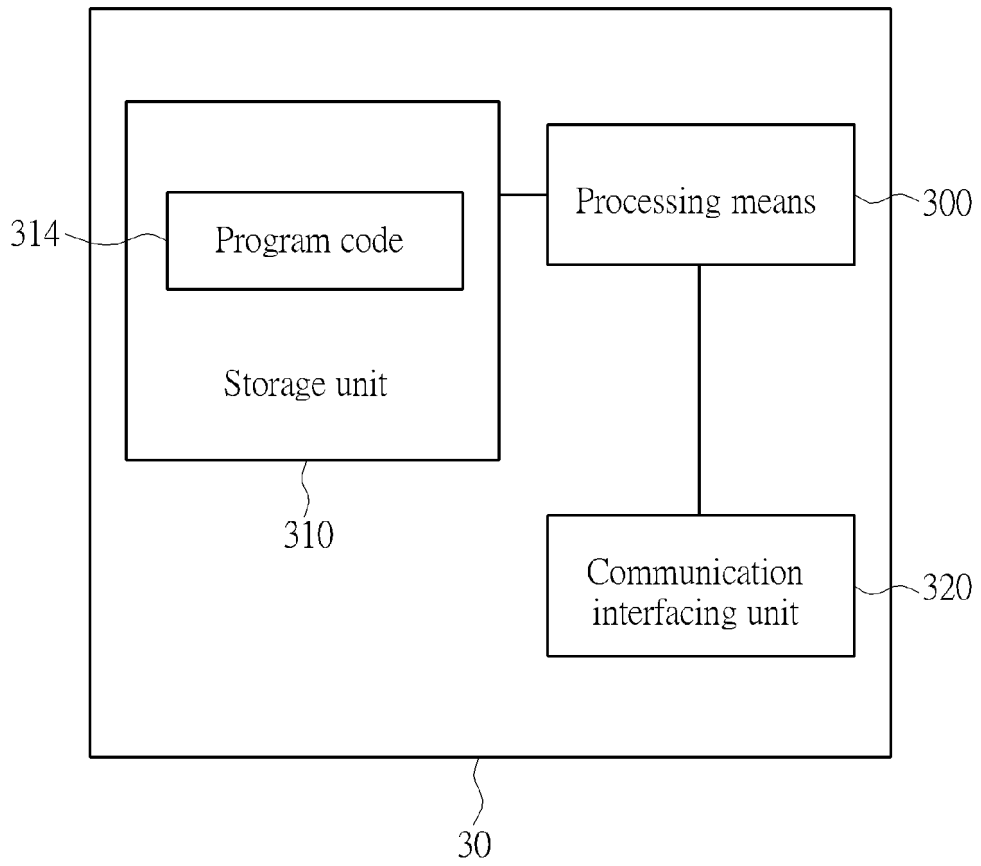 Processing means
300
314
Program code
Storage unit
310
Communication
interfacing unit
320
30